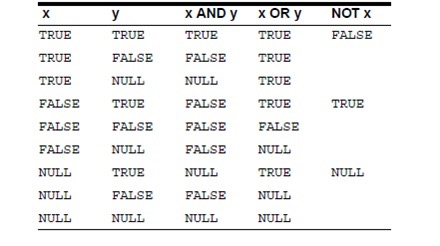 x y x AND y x OR y NOT x
TRUE TRUE TRUE TRUE FALSE
TRUE FALSE FALSE TRUE
TRUE NULL NULL TRUE
FALSE TRUE FALSE TRUE TRUE
FALSE FALSE FALSE FALSE
FALSE NULL FALSE NULL
NULL TRUE NULL TRUE NULL
NULL FALSE FALSE NULL
NULL NULL NULL NULL